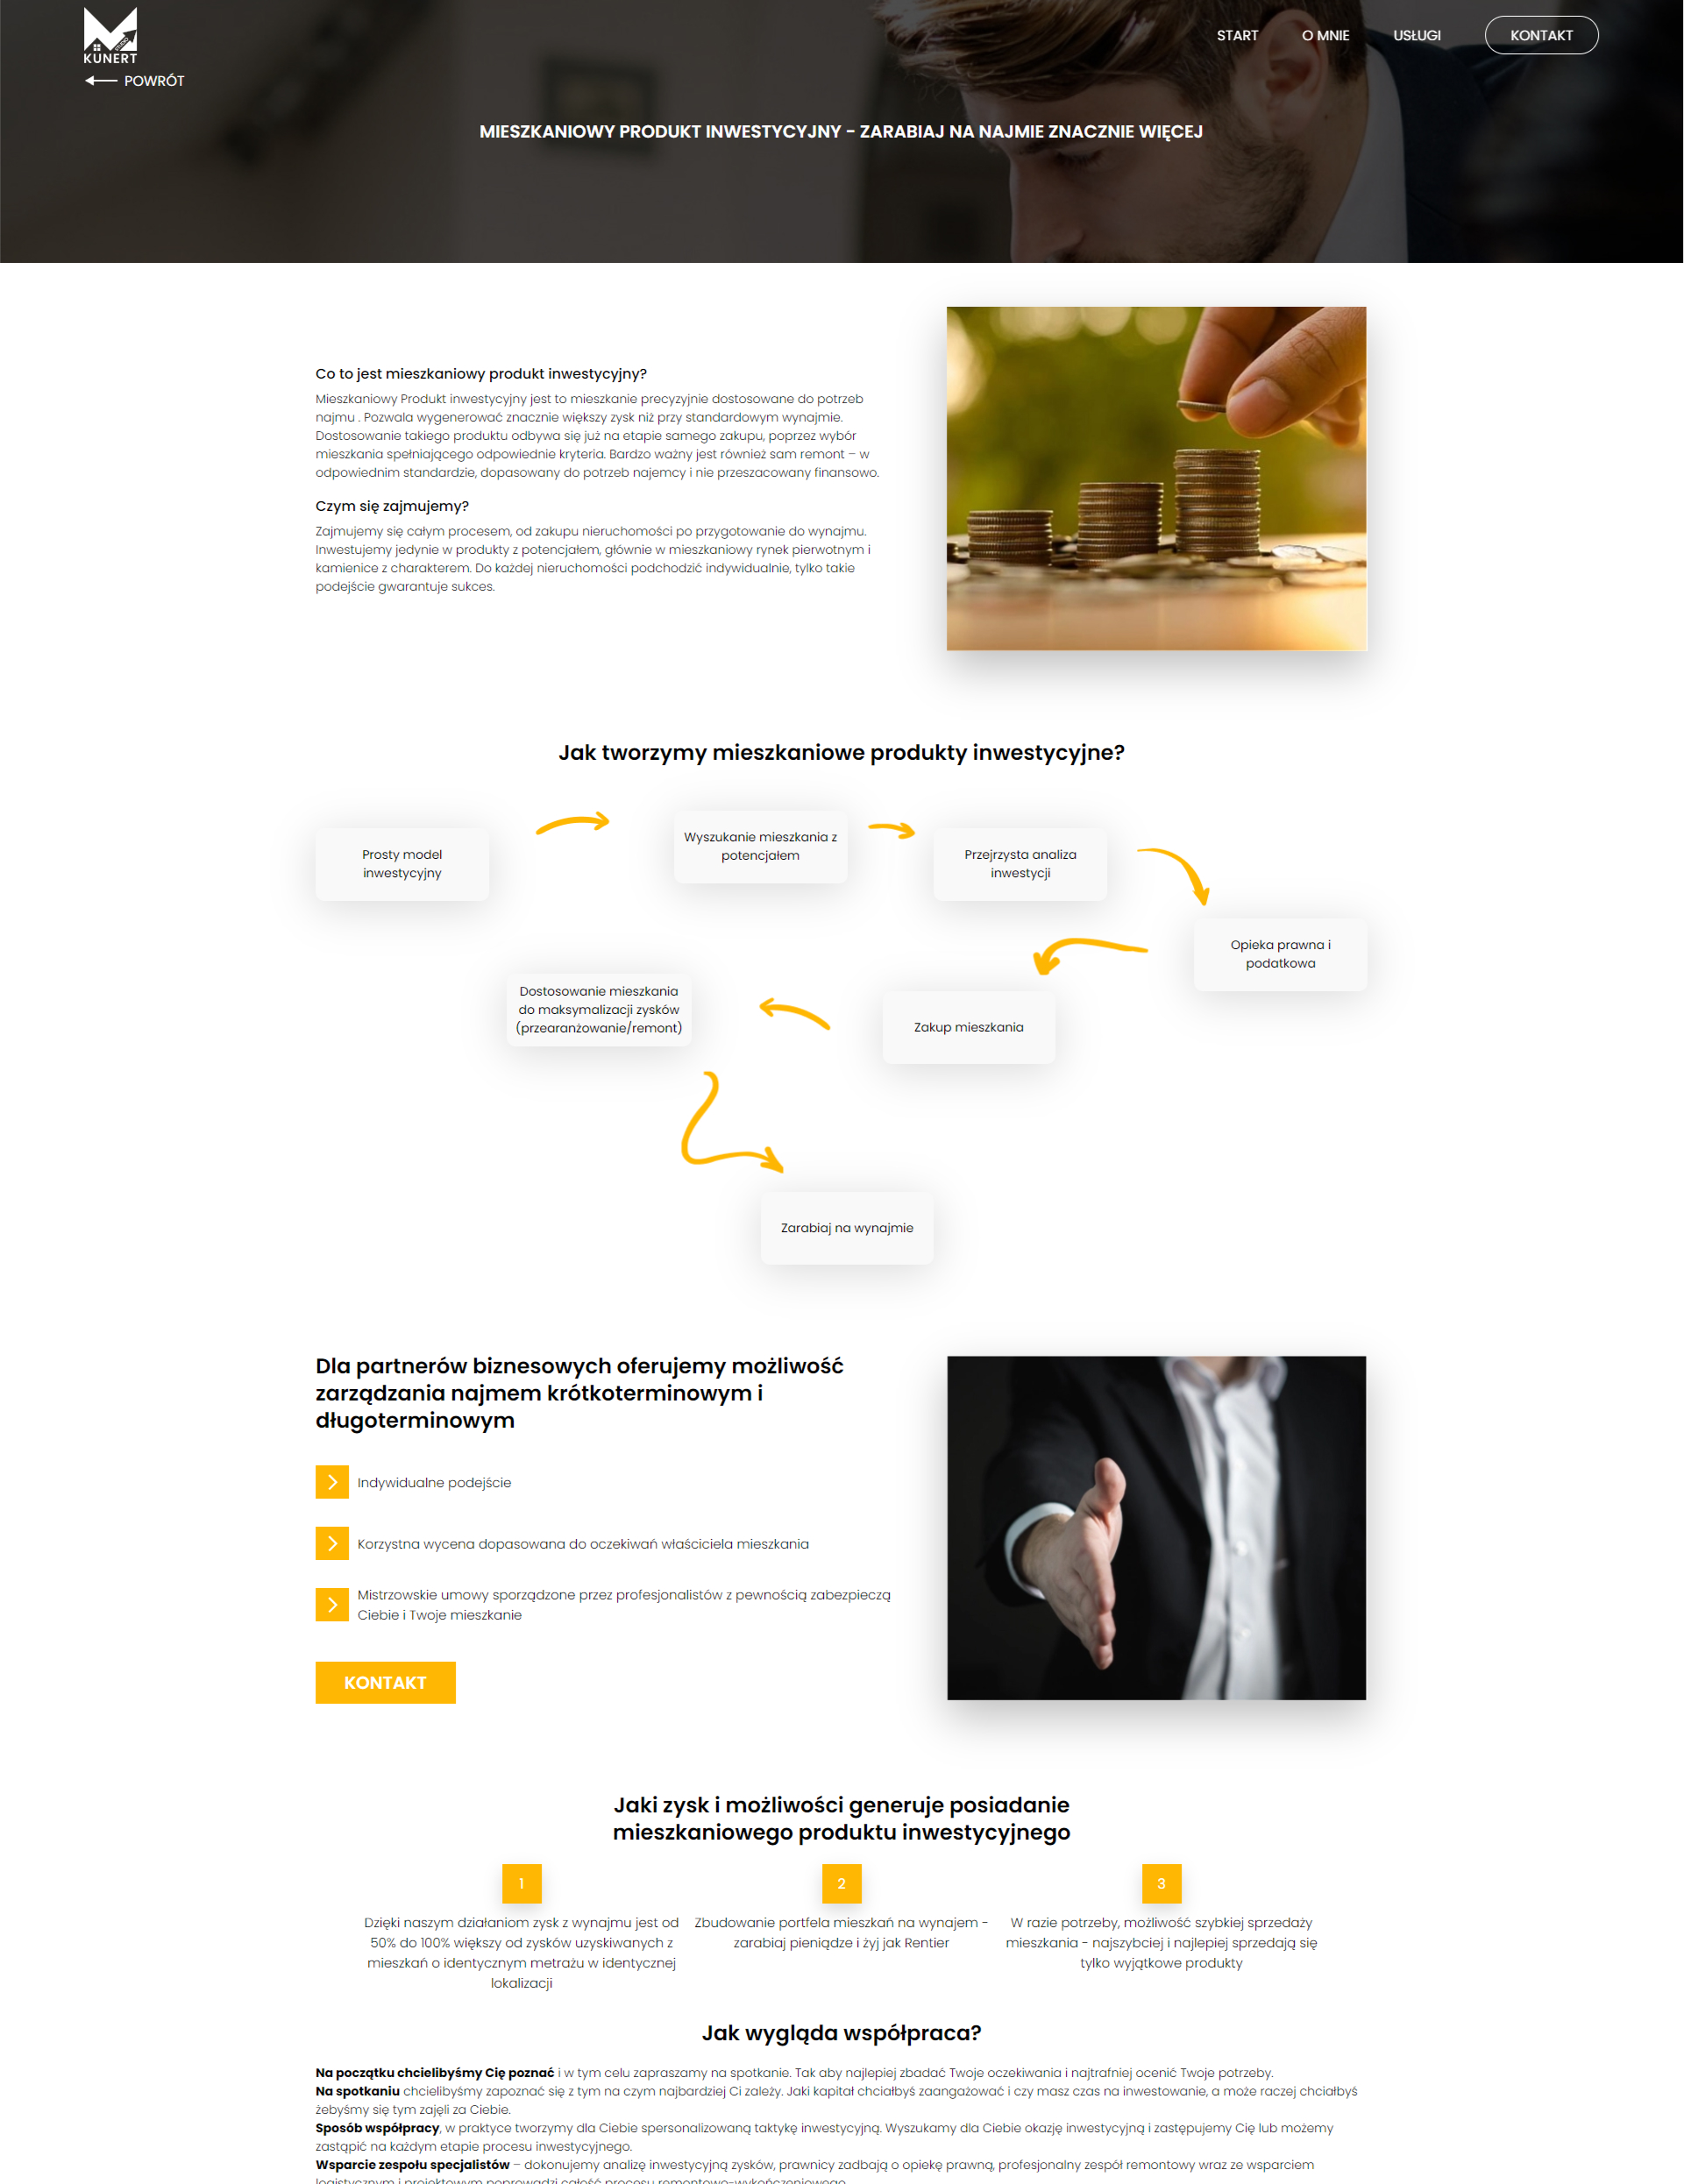 KUNERT
START
O MNIE
USŁUGI
KONTAKT
POWRÓT
MIESZKANIOWY PRODUKT INWESTYCYJNY - ZARABIAJ NA NAJMIE ZNACZNIE WIĘCEJ
Co to jest mieszkaniowy produkt inwestycyjny?
Mieszkaniowy Produkt inwestycyjny jest to mieszkanie precyzyjnie dostosowane do potrzeb
najmu . Pozwala wygenerować znacznie większy zysk niż przy standardowym wynajmie.
Dostosowanie takiego produktu odbywa się już na etapie samego zakupu, poprzez wybór
mieszkania spełniającego odpowiednie kryteria. Bardzo ważny jest również sam remont – w
odpowiednim standardzie, dopasowany do potrzeb najemcy i nie przeszacowany finansowo.
Czym się zajmujemy?
Zajmujemy się całym procesem, od zakupu nieruchomości po przygotowanie do wynajmu.
Inwestujemy jedynie w produkty z potencjałem, głównie w mieszkaniowy rynek pierwotnym i
kamienice z charakterem. Do każdej nieruchomości podchodzić indywidualnie, tylko takie
podejście gwarantuje sukces.
Jak tworzymy mieszkaniowe produkty inwestycyjne?
Prosty model
inwestycyjny
Wyszukanie mieszkania z
potencjałem
Przejrzysta analiza
inwestycji
Opieka prawna i
podatkowa
Zakup mieszkania
Dostosowanie mieszkania
do maksymalizacji zysków
(przearanżowanie/remont)
Zarabiaj na wynajmie
Dla partnerów biznesowych oferujemy możliwość
zarządzania najmem krótkoterminowym i
długoterminowym
Indywidualne podejście
Korzystna wycena dopasowana do oczekiwań właściciela mieszkania
Mistrzowskie umowy sporządzone przez profesjonalistów z pewnością zabezpieczą
Ciebie i Twoje mieszkanie
KONTAKT
Jaki zysk i możliwości generuje posiadanie
mieszkaniowego produktu inwestycyjnego
1
Dzięki naszym działaniom zysk z wynajmu jest od
50% do 100% większy od zysków uzyskiwanych z
mieszkań o identycznym metrażu w identycznej
lokalizacji
2
Zbudowanie portfela mieszkań na wynajem -
zarabiaj pieniądze i żyj jak Rentier
3
W razie potrzeby, możliwość szybkiej sprzedaży
mieszkania - najszybciej i najlepiej sprzedają się
tylko wyjątkowe produkty
Jak wygląda współpraca?
Na początku chcielibyśmy Cię poznać i w tym celu zapraszamy na spotkanie. Tak aby najlepiej zbadać Twoje oczekiwania i najtrafniej ocenić Twoje potrzeby.
Na spotkaniu chcielibyśmy zapoznać się z tym na czym najbardziej Ci zależy. Jaki kapitał chciałbyś zaangażować i czy masz czas na inwestowanie, a może raczej chciałbyś
żebyśmy się tym zajęli za Ciebie.
Sposób współpracy, w praktyce tworzymy dla Ciebie spersonalizowaną taktykę inwestycyjną. Wyszukamy dla Ciebie okazję inwestycyjną i zastępujemy Cię lub możemy
zastąpić na każdym etapie procesu inwestycyjnego.
Wsparcie zespołu specjalistów – dokonujemy analizę inwestycyjną zysków, prawnicy zadbają o opiekę prawną, profesjonalny zespół remontowy wraz ze wsparciem
logistycznym i projektowym poprowadzi całość procesu remontowo-wykończeniowego.